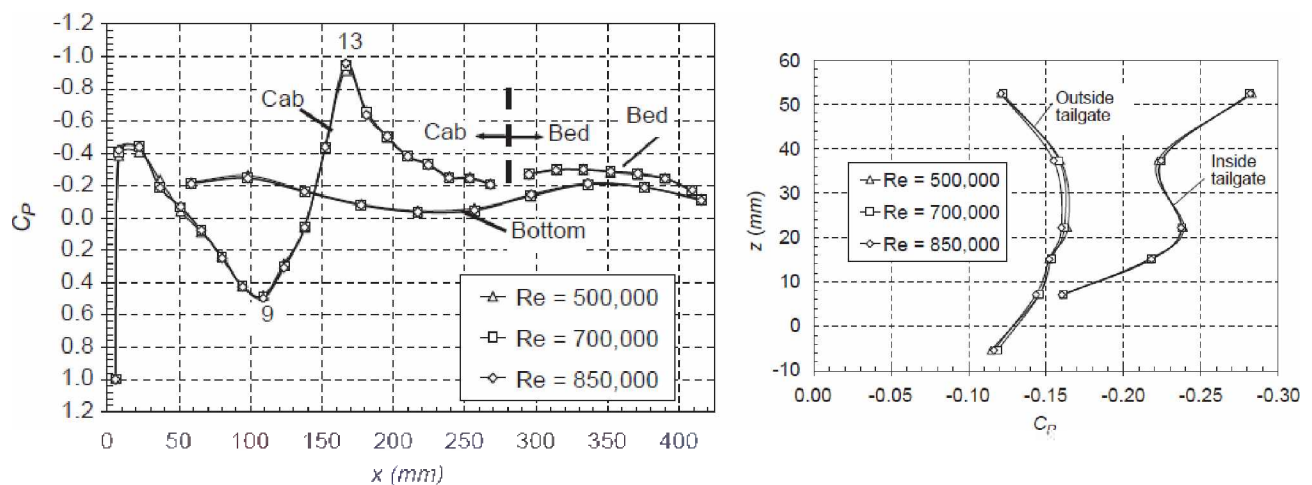 -1.2
-1.0
-0.8
-0.6
-0.4
-0.2
0.0
0.2
0.4
0.6
0.8
1.0
1.2
CP
13
Cab
Cab
Bed
Bed
Bottom
9
Re = 500,000
Re = 700,000
Re = 850,000
0 50 100 150 200 250 300 350 400
x (mm)
60
50
40
30
20
10
0
-10
z (mm)
Outside
tailgate
Re = 500,000
Re = 700,000
Re = 850,000
Inside
tailgate
0.00 -0.05 -0.10 -0.15 -0.20 -0.25 -0.30
CP